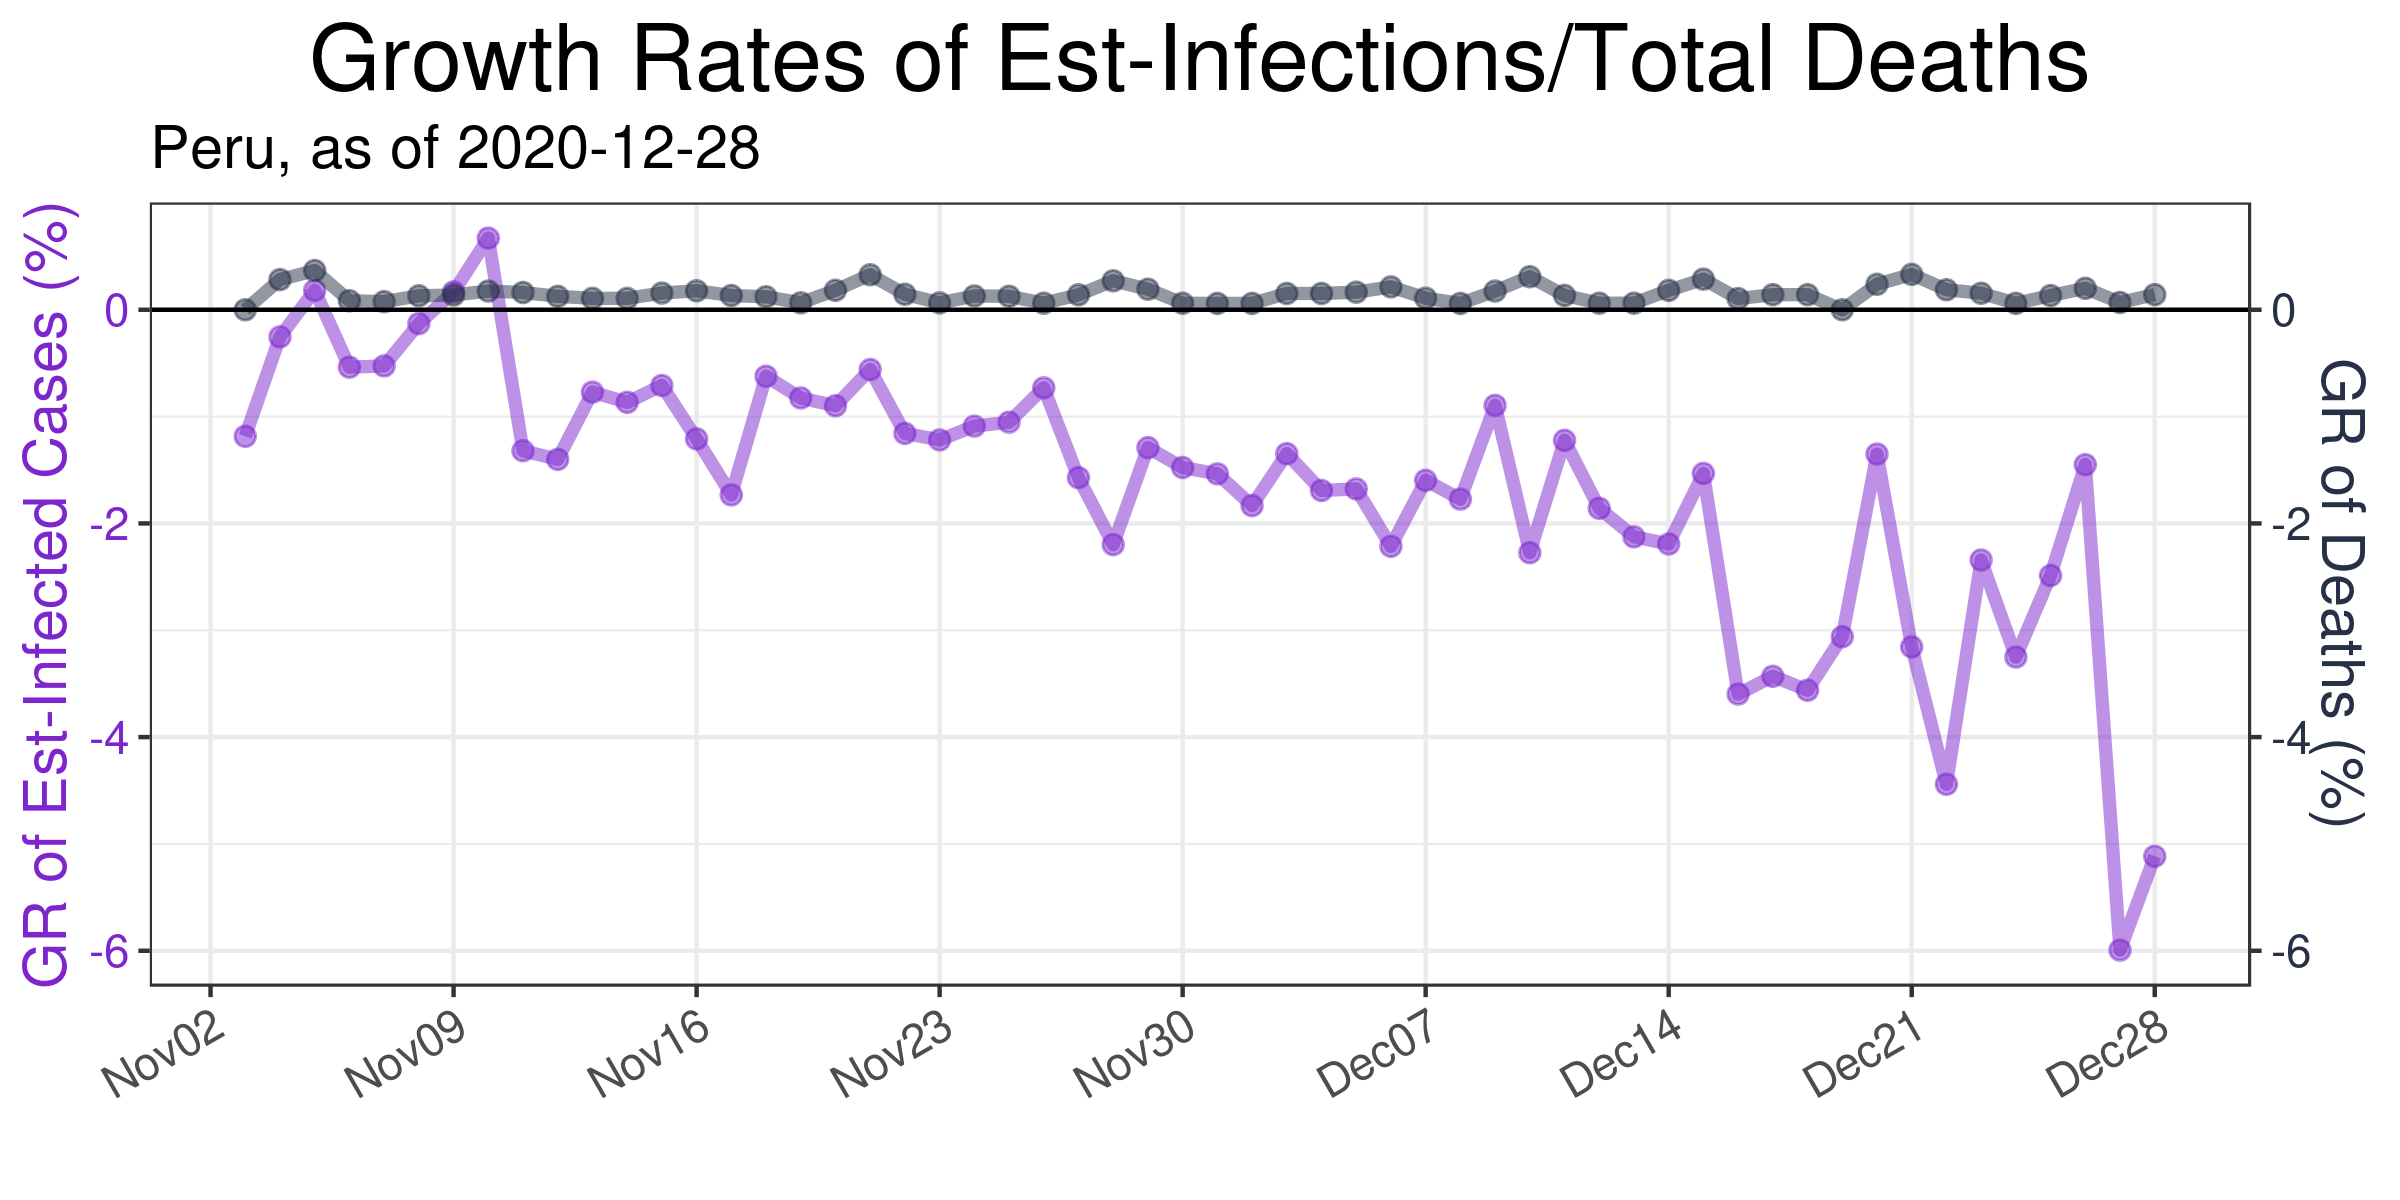 Growth Rates of Est-Infections/Total Deaths
Peru, as of 2020-12-28
GR of Est-Infected Cases (%)
0
-2
-4
-6
0
-2
-4
-6
GR of Deaths (%)
Nov02
Nov09
Nov16
Nov23
Nov30
Dec07
Dec14
Dec21
Dec28